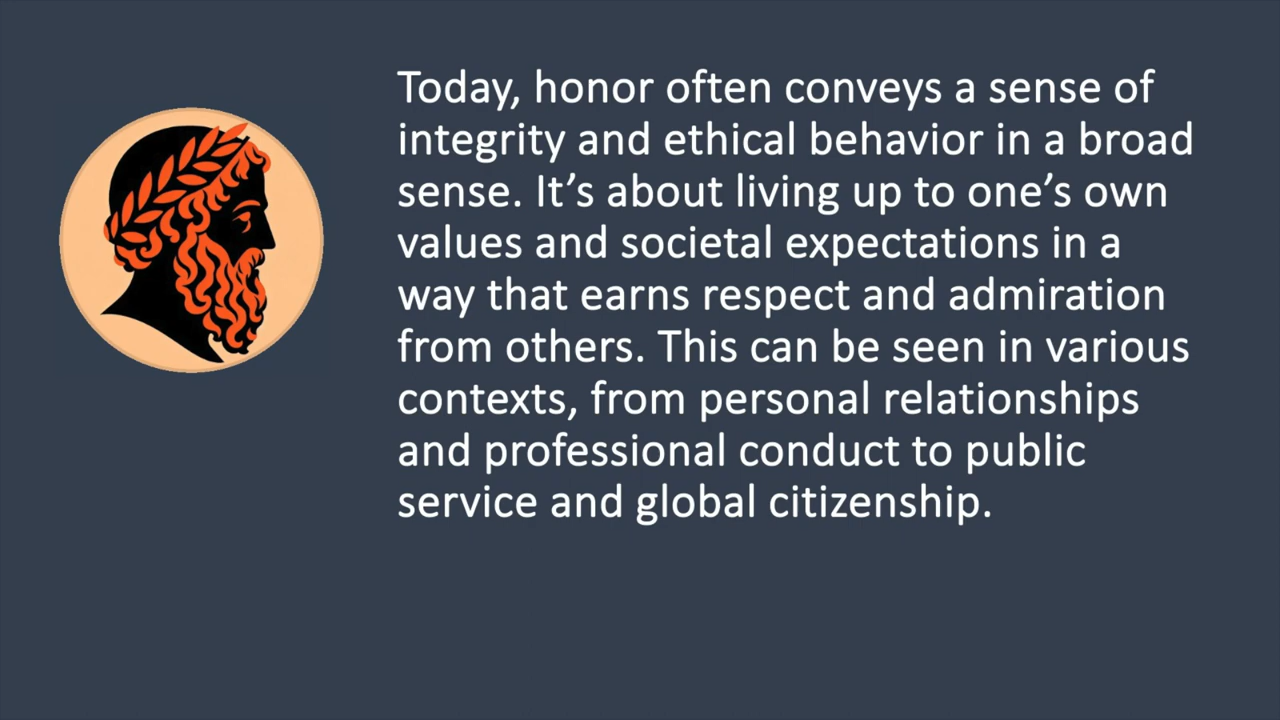 Today, honor often conveys a sense of
integrity and ethical behavior in a broad
sense. It’s about living up to one’s own
values and societal expectations in a
way that earns respect and admiration
from others. This can be seen in various
contexts, from personal relationships
and professional conduct to public
service and global citizenship.